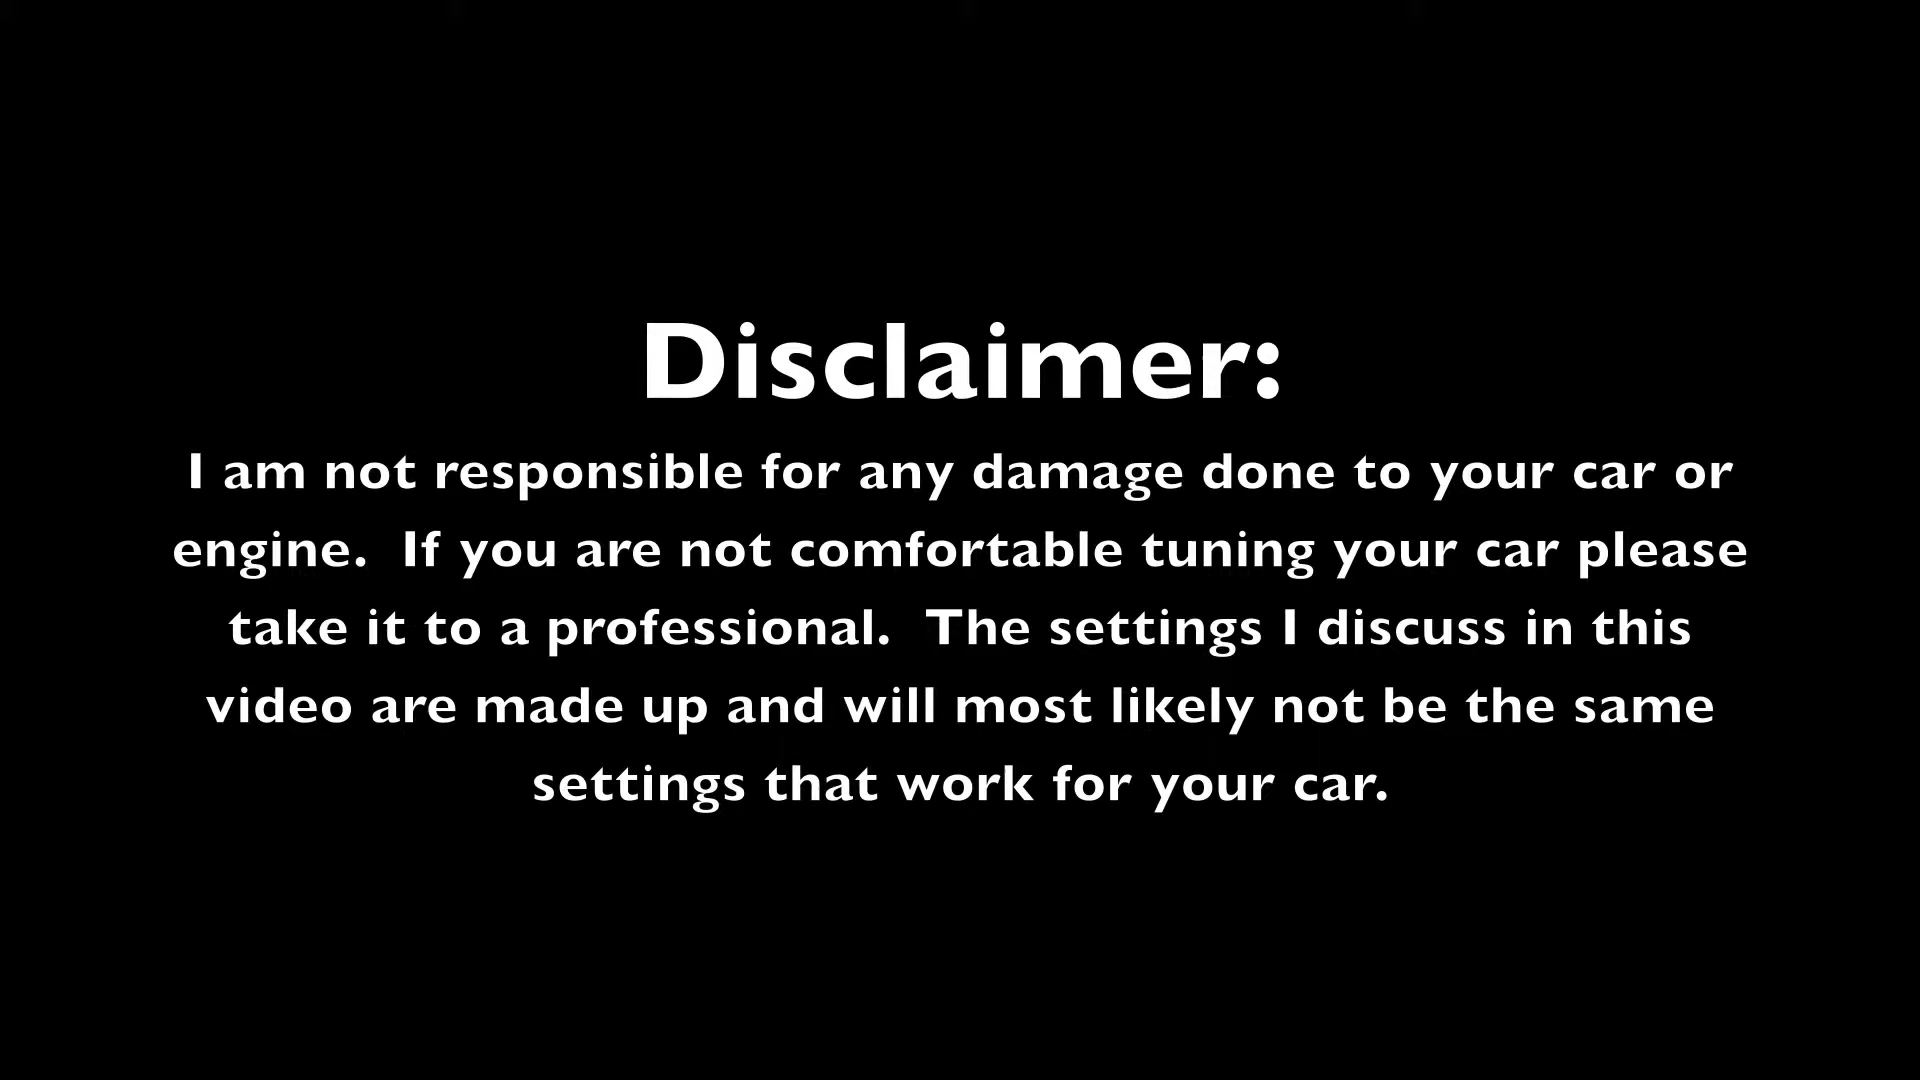 Disclaimer:
I am not responsible for any damage done to your car or
engine.  If you are not comfortable tuning your car please
take it to a professional.  The settings I discuss in this
video are made up and will most likely not be the same
settings that work for your car.